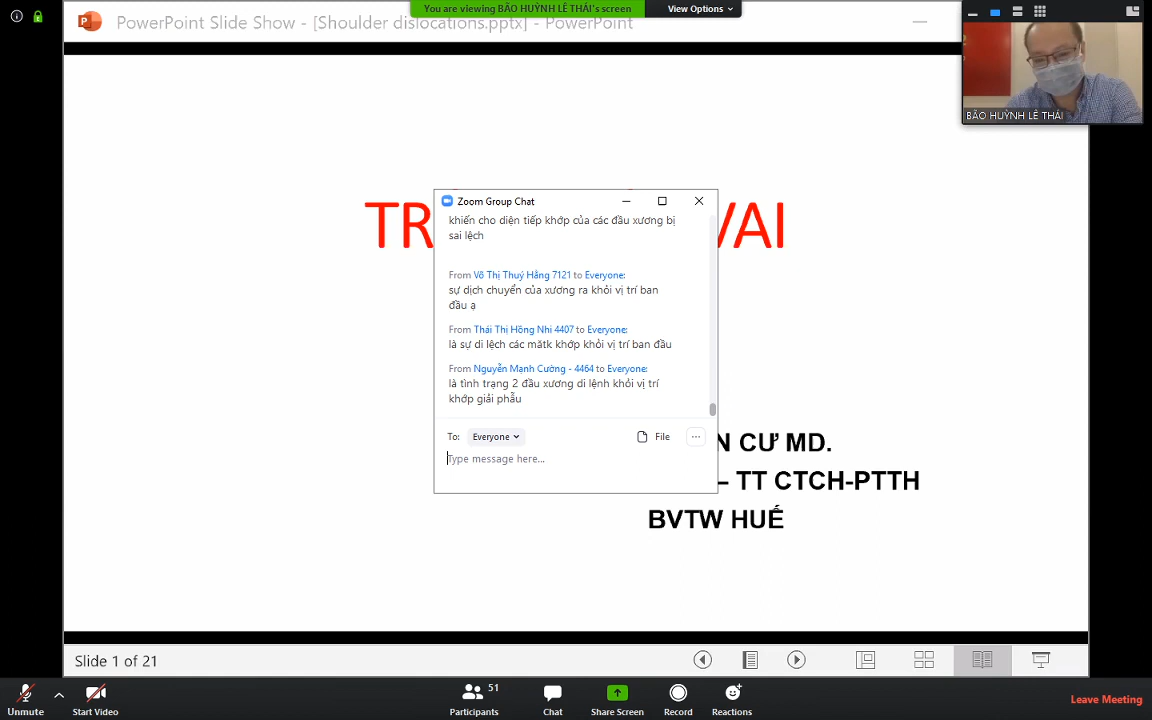 PowerPoint Slide Show - [Shoulder dislocations.pptx] - PowerPoint
You are viewing BẢO HUỲNH LÊ THÁI's screen
View Options
BẢO HUỲNH LÊ THÁI
TR
VAI
Zoom Group Chat
khiến cho diện tiếp khớp của các đầu xương bị
sai lệch
From Võ Thị Thuý Hằng 7121 to Everyone:
sự dịch chuyển của xương ra khỏi vị trí ban
đầu ạ
From Thái Thị Hồng Nhi 4407 to Everyone:
là sự di lệch các mătk khớp khỏi vị trí ban đầu
From Nguyễn Mạnh Cường - 4464 to Everyone:
là tình trạng 2 đầu xương di lệnh khỏi vị trí
khớp giải phẫu
To: Everyone
File
Type message here...
N CƯ MD.
– TT CTCH-PTTH
BVTW HUẾ
Slide 1 of 21
Unmute
Start Video
Participants
51
Chat
Share Screen
Record
Reactions
Leave Meeting